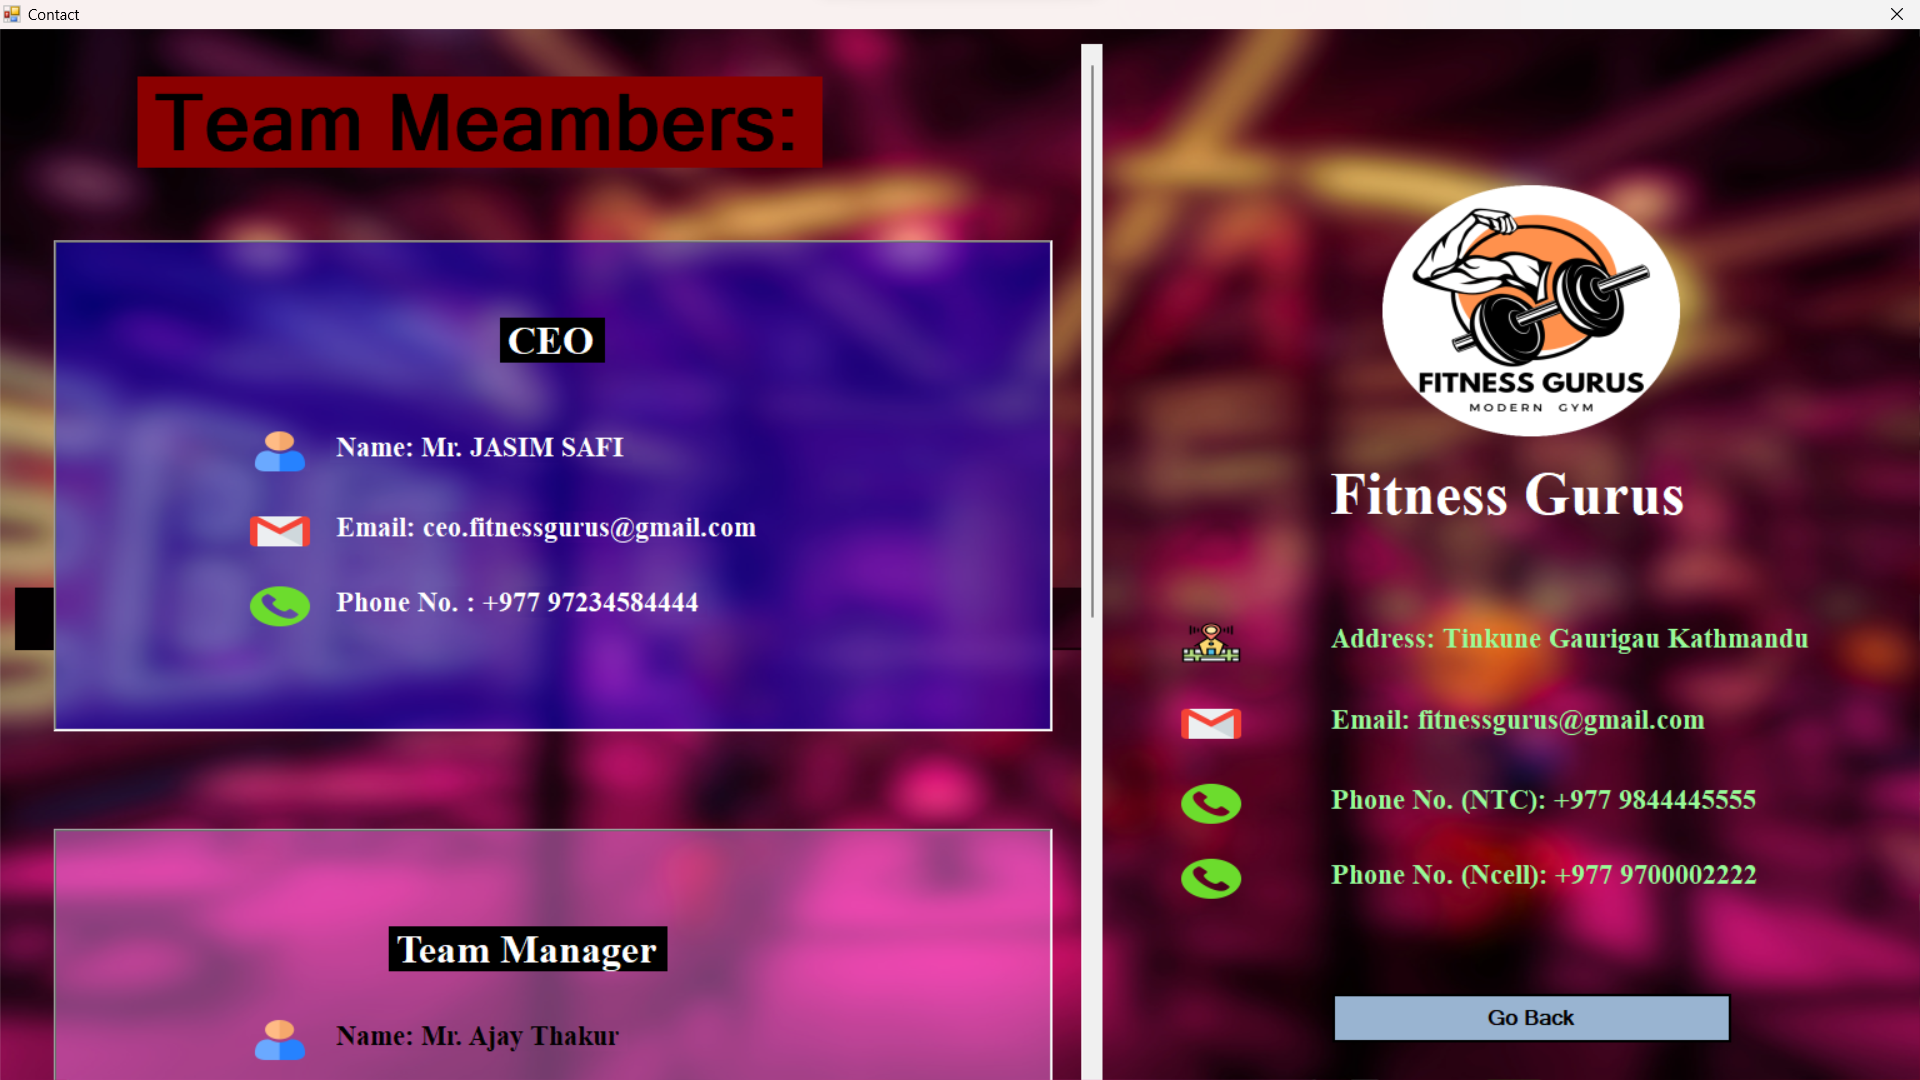 Contact
Team Meambers:
CEO
Name: Mr. JASIM SAFI
Email: ceo.fitnessgurus@gmail.com
Phone No. : +977 97234584444
Team Manager
Name: Mr. Ajay Thakur
FITNESS GURUS
MODERN GYM
Fitness Gurus
Address: Tinkune Gaurigau Kathmandu
Email: fitnessgurus@gmail.com
Phone No. (NTC): +977 9844445555
Phone No. (Ncell): +977 9700002222
Go Back